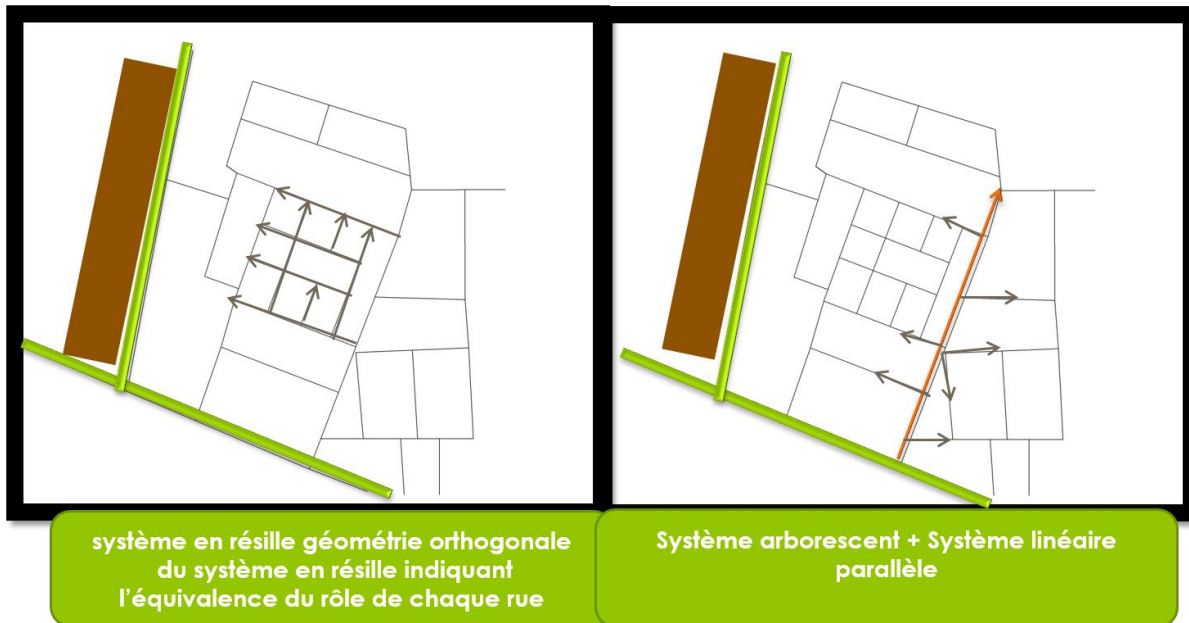 système en résille géométrie orthogonale
du système en résille indiquant
l'équivalence du rôle de chaque rue
Système arborescent + Système linéaire
parallèle